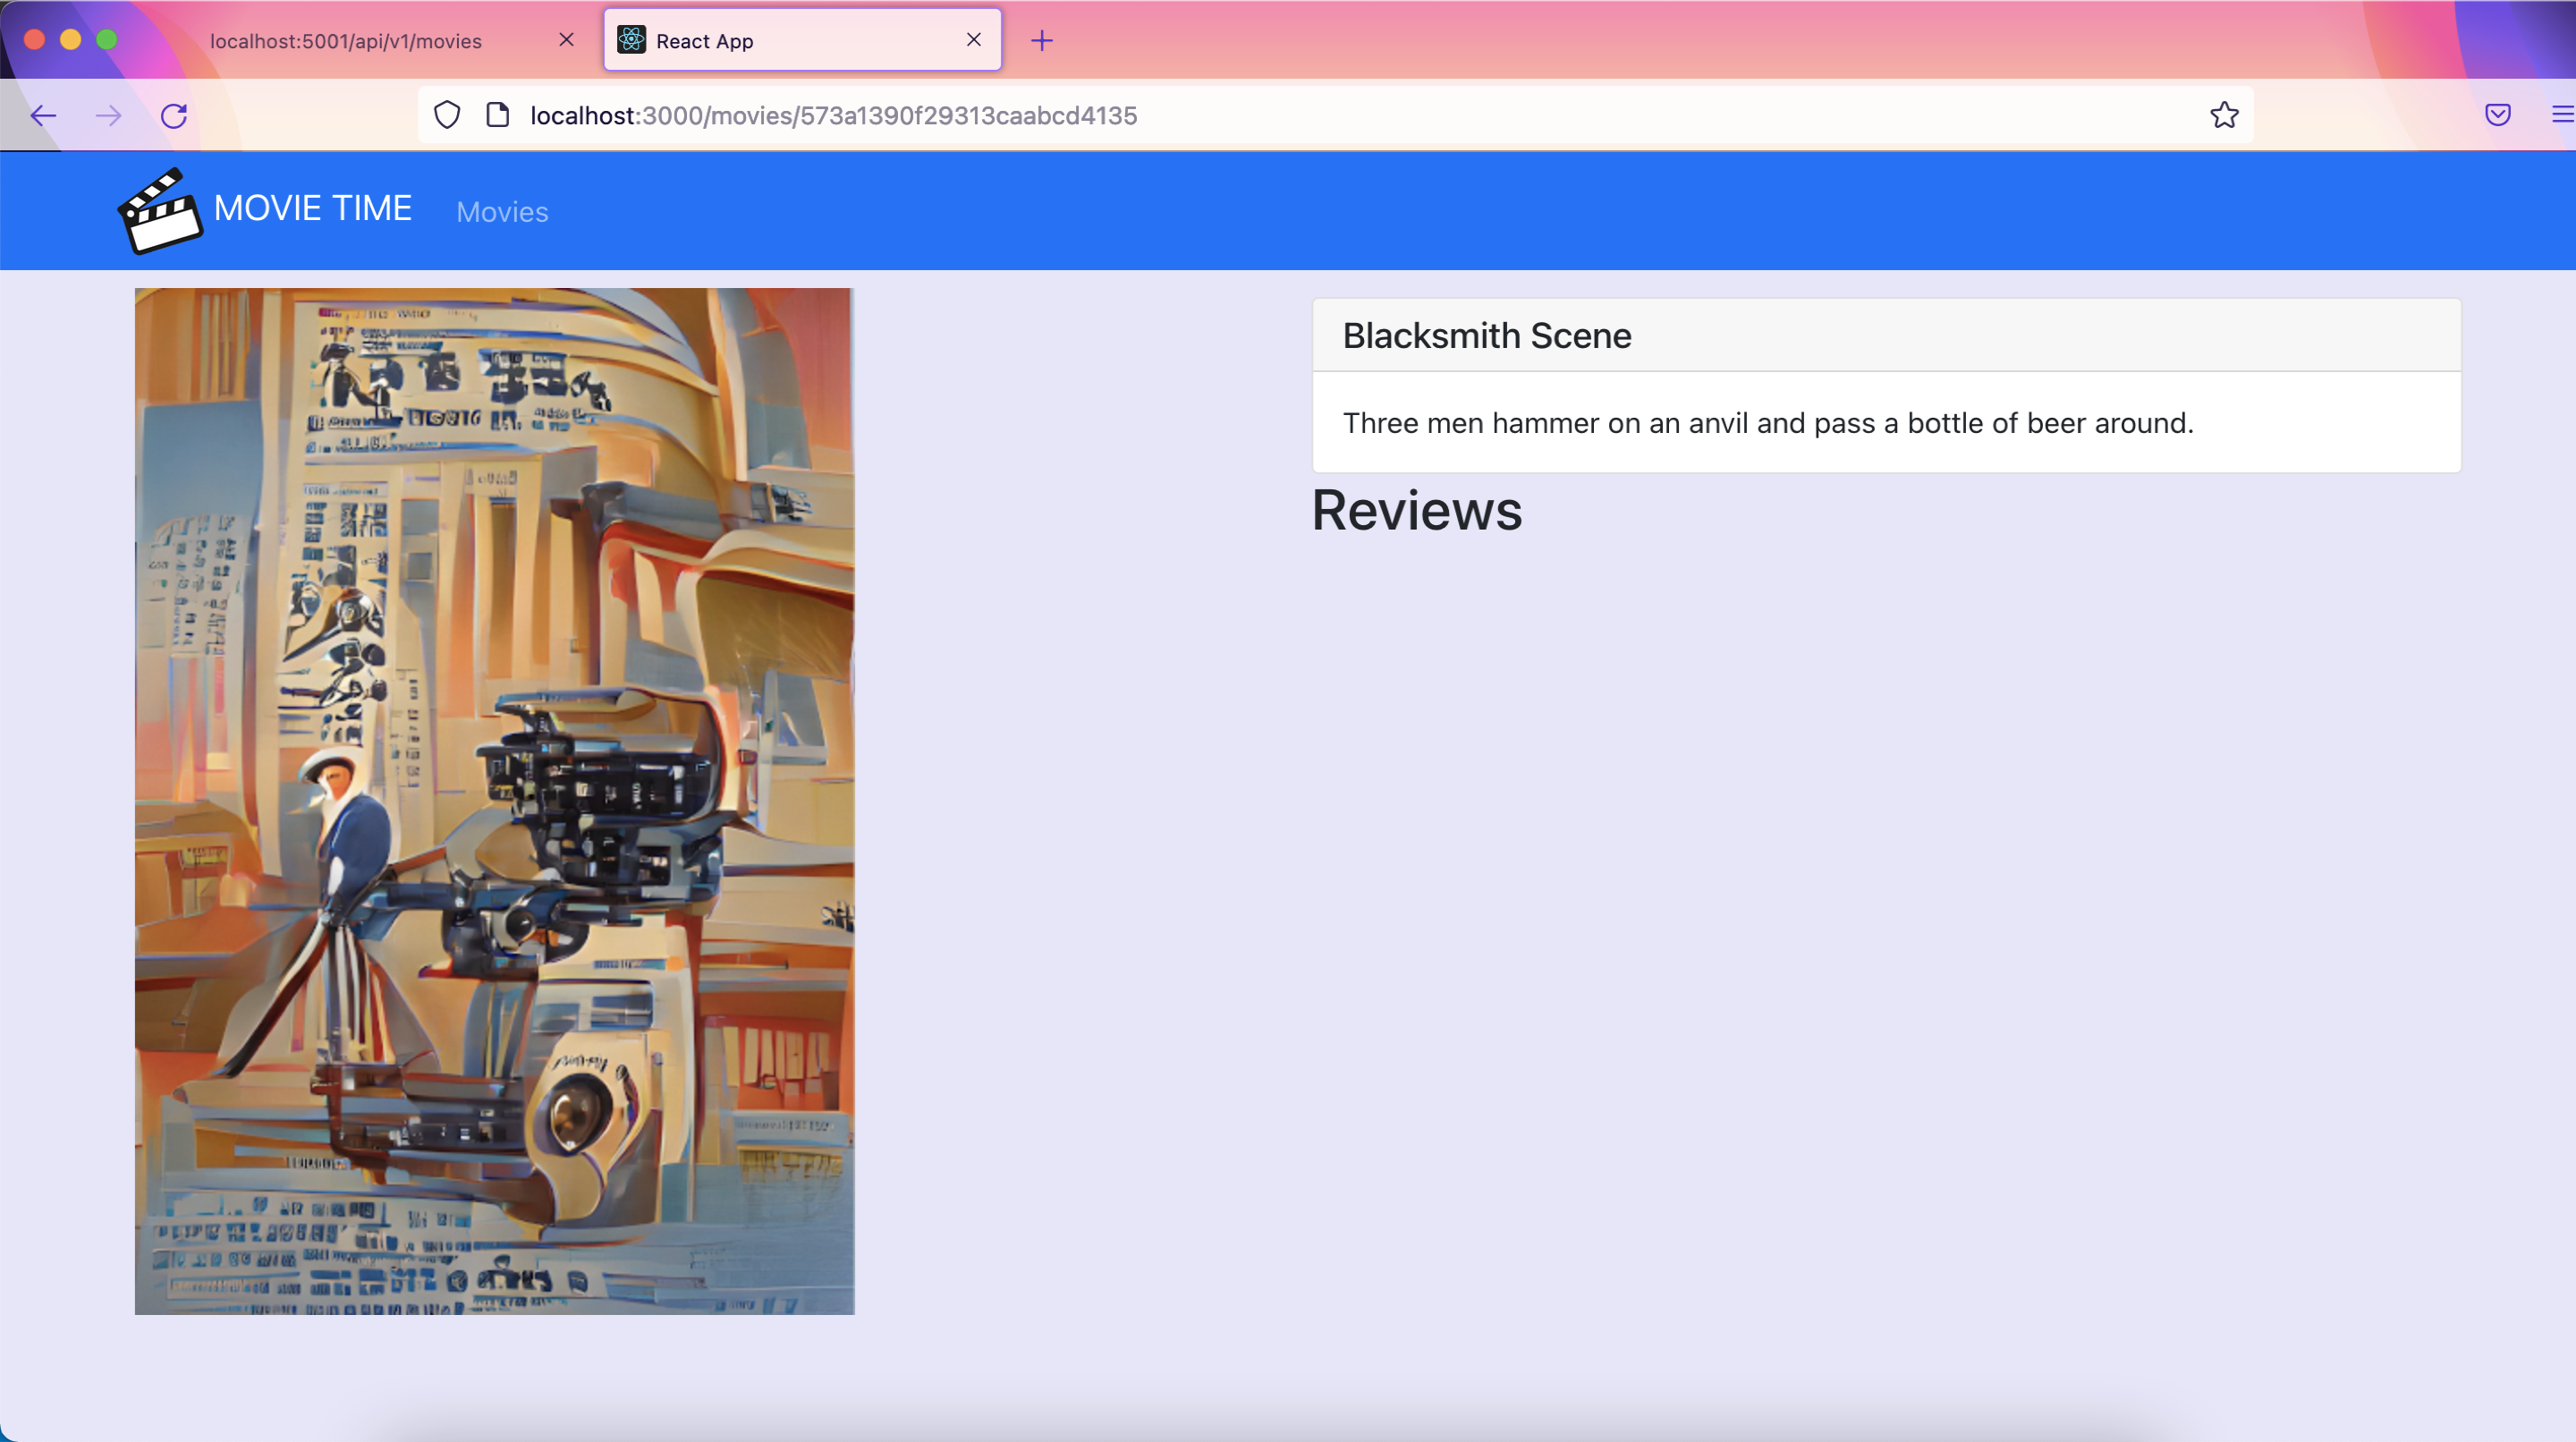 localhost:5001/api/v1/movies
React App
localhost:3000/movies/573a1390f29313caabcd4135
MOVIE TIME
Movies
Blacksmith Scene
Three men hammer on an anvil and pass a bottle of beer around.
Reviews